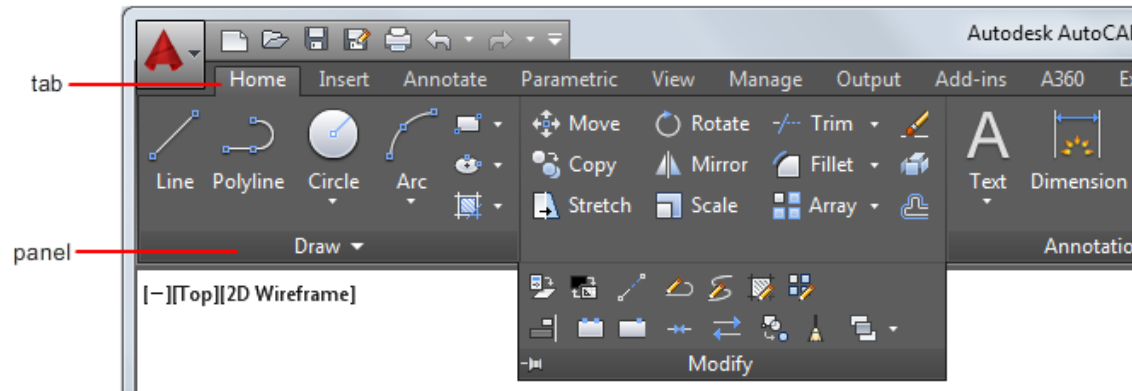 Autodesk AutoCAD
tab
Home Insert Annotate Parametric View Manage Output Add-ins A360
Move Rotate Trim
Copy Mirror Fillet
Line Polyline Circle Arc Text Dimension
Stretch Scale Array
panel
Draw Annotatio
[−][Top][2D Wireframe]
Modify